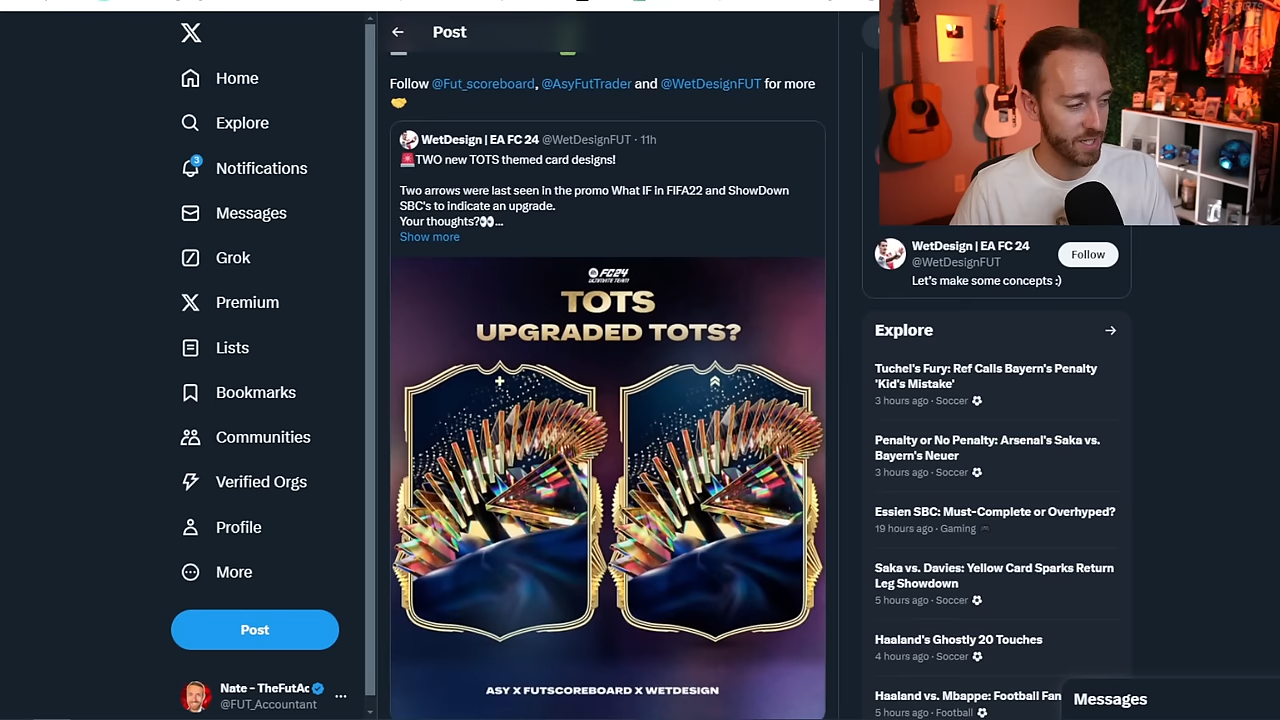 Home
Explore
3
Notifications
Messages
Grok
Premium
Lists
Bookmarks
Communities
Verified Orgs
Profile
More
Post
Nate – TheFutAc
@FUT_Accountant
Post
Follow @Fut_scoreboard, @AsyFutTrader and @WetDesignFUT for more
WetDesign | EA FC 24 @WetDesignFUT · 11h
🚨TWO new TOTS themed card designs!
Two arrows were last seen in the promo What IF in FIFA22 and ShowDown
SBC's to indicate an upgrade.
Your thoughts?👀...
Show more
FC24
ULTIMATE TEAM
TOTS
UPGRADED TOTS?
ASY X FUTSCOREBOARD X WETDESIGN
WetDesign | EA FC 24
@WetDesignFUT
Follow
Let's make some concepts :)
Explore
Tuchel's Fury: Ref Calls Bayern's Penalty
'Kid's Mistake'
3 hours ago · Soccer
Penalty or No Penalty: Arsenal's Saka vs.
Bayern's Neuer
3 hours ago · Soccer
Essien SBC: Must-Complete or Overhyped?
19 hours ago · Gaming
Saka vs. Davies: Yellow Card Sparks Return
Leg Showdown
5 hours ago · Soccer
Haaland's Ghostly 20 Touches
4 hours ago · Soccer
Haaland vs. Mbappe: Football Fan
5 hours ago · Football
Messages